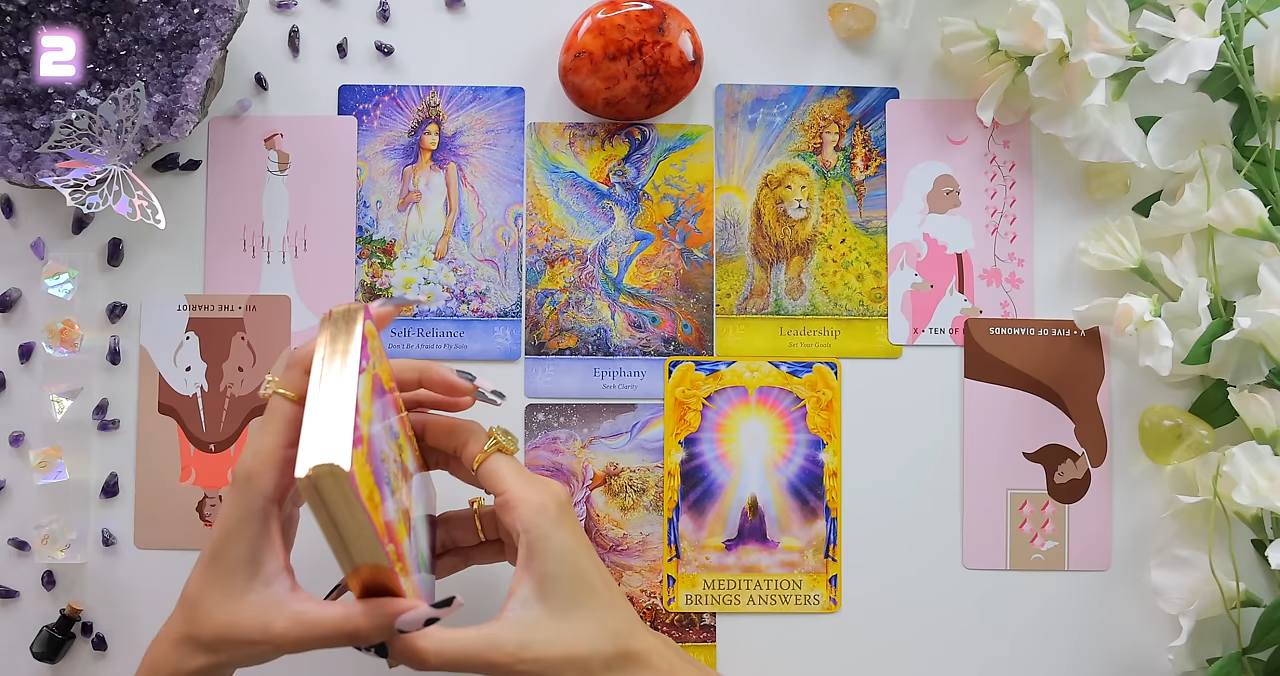 2
Self-Reliance
Don't Be Afraid to Fly Solo
Epiphany
Seek Clarity
Leadership
Set Your Goals
X • TEN OF
VII • THE CHARIOT
V • FIVE OF DIAMONDS
MEDITATION
BRINGS ANSWERS